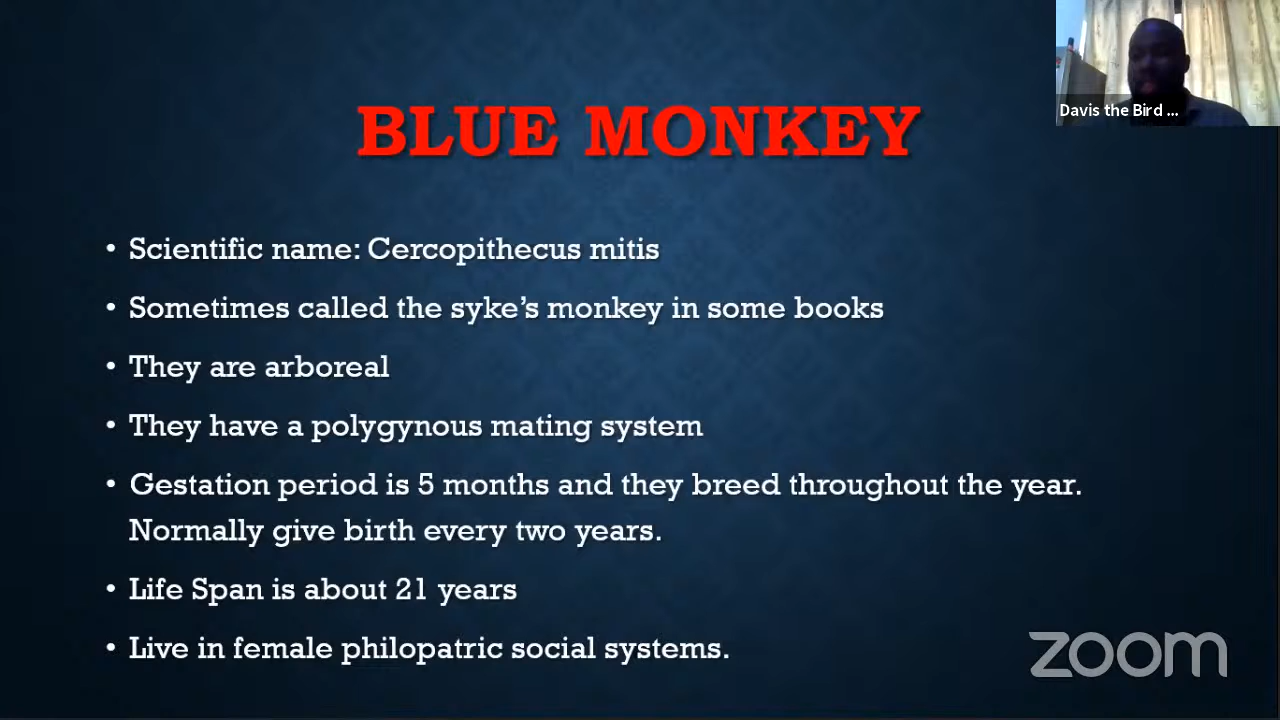 BLUE MONKEY
Davis the Bird ...
• Scientific name: Cercopithecus mitis
• Sometimes called the syke’s monkey in some books
• They are arboreal
• They have a polygynous mating system
• Gestation period is 5 months and they breed throughout the year.
Normally give birth every two years.
• Life Span is about 21 years
• Live in female philopatric social systems.
zoom